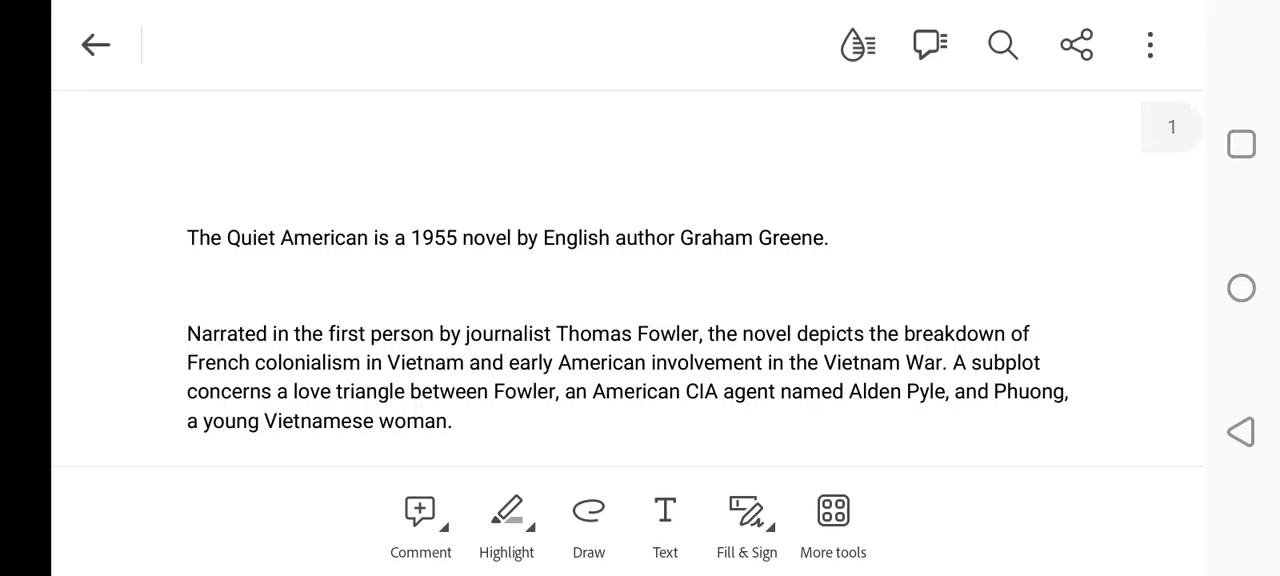 1
The Quiet American is a 1955 novel by English author Graham Greene.
Narrated in the first person by journalist Thomas Fowler, the novel depicts the breakdown of
French colonialism in Vietnam and early American involvement in the Vietnam War. A subplot
concerns a love triangle between Fowler, an American CIA agent named Alden Pyle, and Phuong,
a young Vietnamese woman.
Comment Highlight Draw Text Fill & Sign More tools